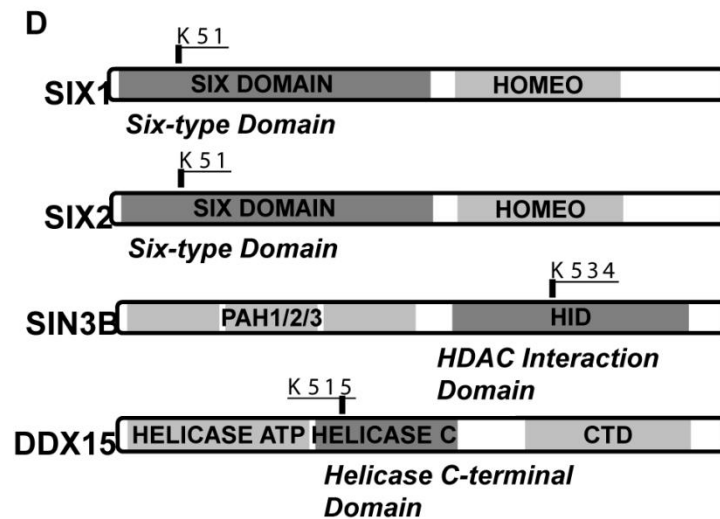 D
K 51
SIX1 SIX DOMAIN HOMEO
Six-type Domain
K 51
SIX2 SIX DOMAIN HOMEO
Six-type Domain
K 534
SIN3B PAH1/2/3 HID
HDAC Interaction
Domain
K 515
DDX15 HELICASE ATP HELICASE C CTD
Helicase C-terminal
Domain